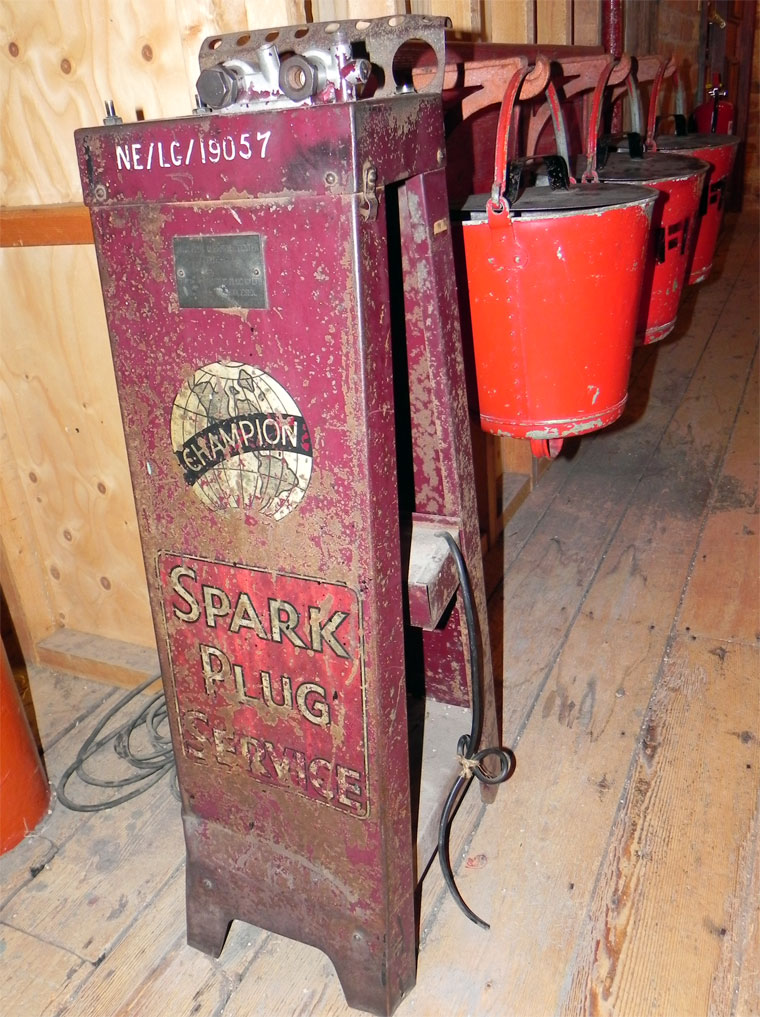 NE/LG/19057
CHAMPION
SPARK
PLUG
SERVICE